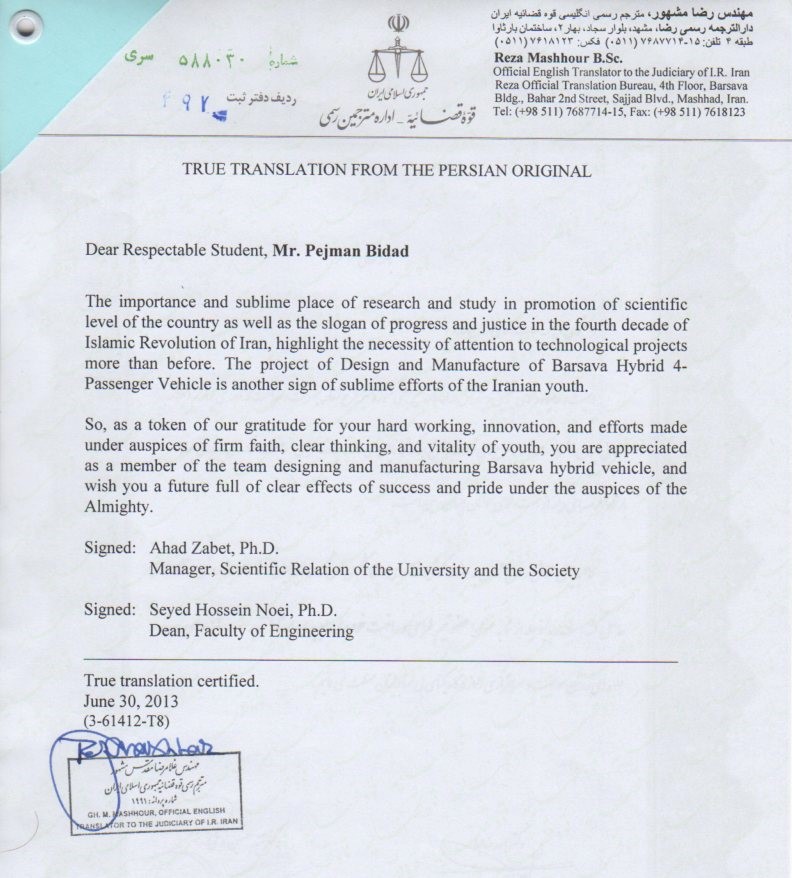 مهندس رضا مشهور، مترجم رسمی انگلیسی قوه قضائیه ایران
دارالترجمه رسمی رضا، مشهد، بلوار سجاد، بهار۲، ساختمان بارثاوا
طبقه ۴ تلفن: ۱۵-۷۶۸۷۷۱۴ (۰۵۱۱) فکس: ۷۶۱۸۱۲۳ (۰۵۱۱)
Reza Mashhour B.Sc.
Official English Translator to the Judiciary of I.R. Iran
Reza Official Translation Bureau, 4th Floor, Barsava
Bldg., Bahar 2nd Street, Sajjad Blvd., Mashhad, Iran.
Tel: (+98 511) 7687714-15, Fax: (+98 511) 7618123
جمهوری اسلامی ایران
قوه قضائیه - اداره مترجمین رسمی
شماره ۵۸۸۰۳۰ سری
ردیف دفتر ثبت
TRUE TRANSLATION FROM THE PERSIAN ORIGINAL
Dear Respectable Student, Mr. Pejman Bidad
The importance and sublime place of research and study in promotion of scientific
level of the country as well as the slogan of progress and justice in the fourth decade of
Islamic Revolution of Iran, highlight the necessity of attention to technological projects
more than before. The project of Design and Manufacture of Barsava Hybrid 4-
Passenger Vehicle is another sign of sublime efforts of the Iranian youth.
So, as a token of our gratitude for your hard working, innovation, and efforts made
under auspices of firm faith, clear thinking, and vitality of youth, you are appreciated
as a member of the team designing and manufacturing Barsava hybrid vehicle, and
wish you a future full of clear effects of success and pride under the auspices of the
Almighty.
Signed: Ahad Zabet, Ph.D.
Manager, Scientific Relation of the University and the Society
Signed: Seyed Hossein Noei, Ph.D.
Dean, Faculty of Engineering
True translation certified.
June 30, 2013
(3-61412-T8)
مهندس غلامرضا مقدس مشهور
مترجم رسمی قوه قضائیه جمهوری اسلامی ایران
شماره پروانه: ۱۹۹۱
GH. M. MASHHOUR, OFFICIAL ENGLISH
TRANSLATOR TO THE JUDICIARY OF I.R. IRAN